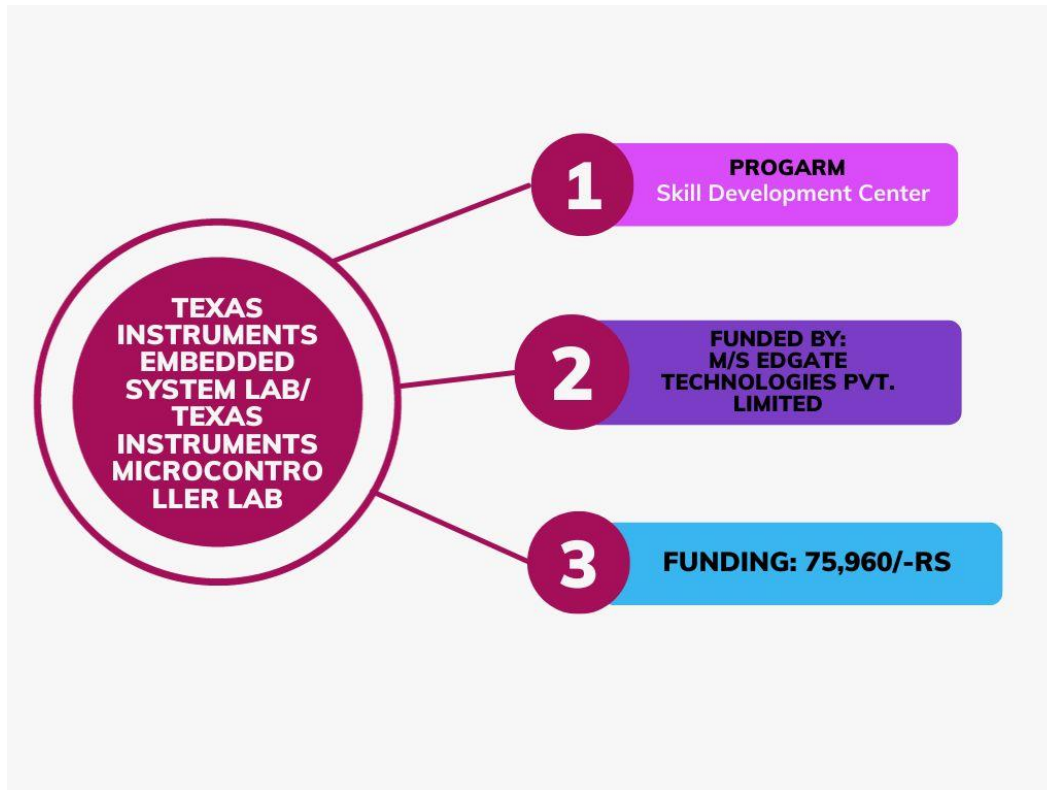 TEXAS
INSTRUMENTS
EMBEDDED
SYSTEM LAB/
TEXAS
INSTRUMENTS
MICROCONTRO
LLER LAB
1
PROGARM
Skill Development Center
2
FUNDED BY:
M/S EDGATE
TECHNOLOGIES PVT.
LIMITED
3
FUNDING: 75,960/-RS